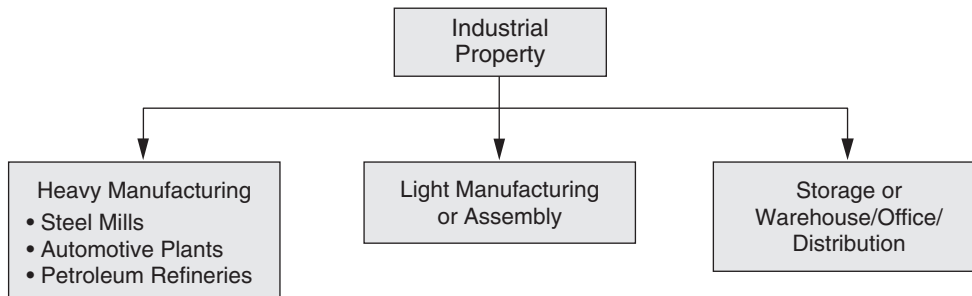 Industrial
Property
Heavy Manufacturing
• Steel Mills
• Automotive Plants
• Petroleum Refineries
Light Manufacturing
or Assembly
Storage or
Warehouse/Office/
Distribution